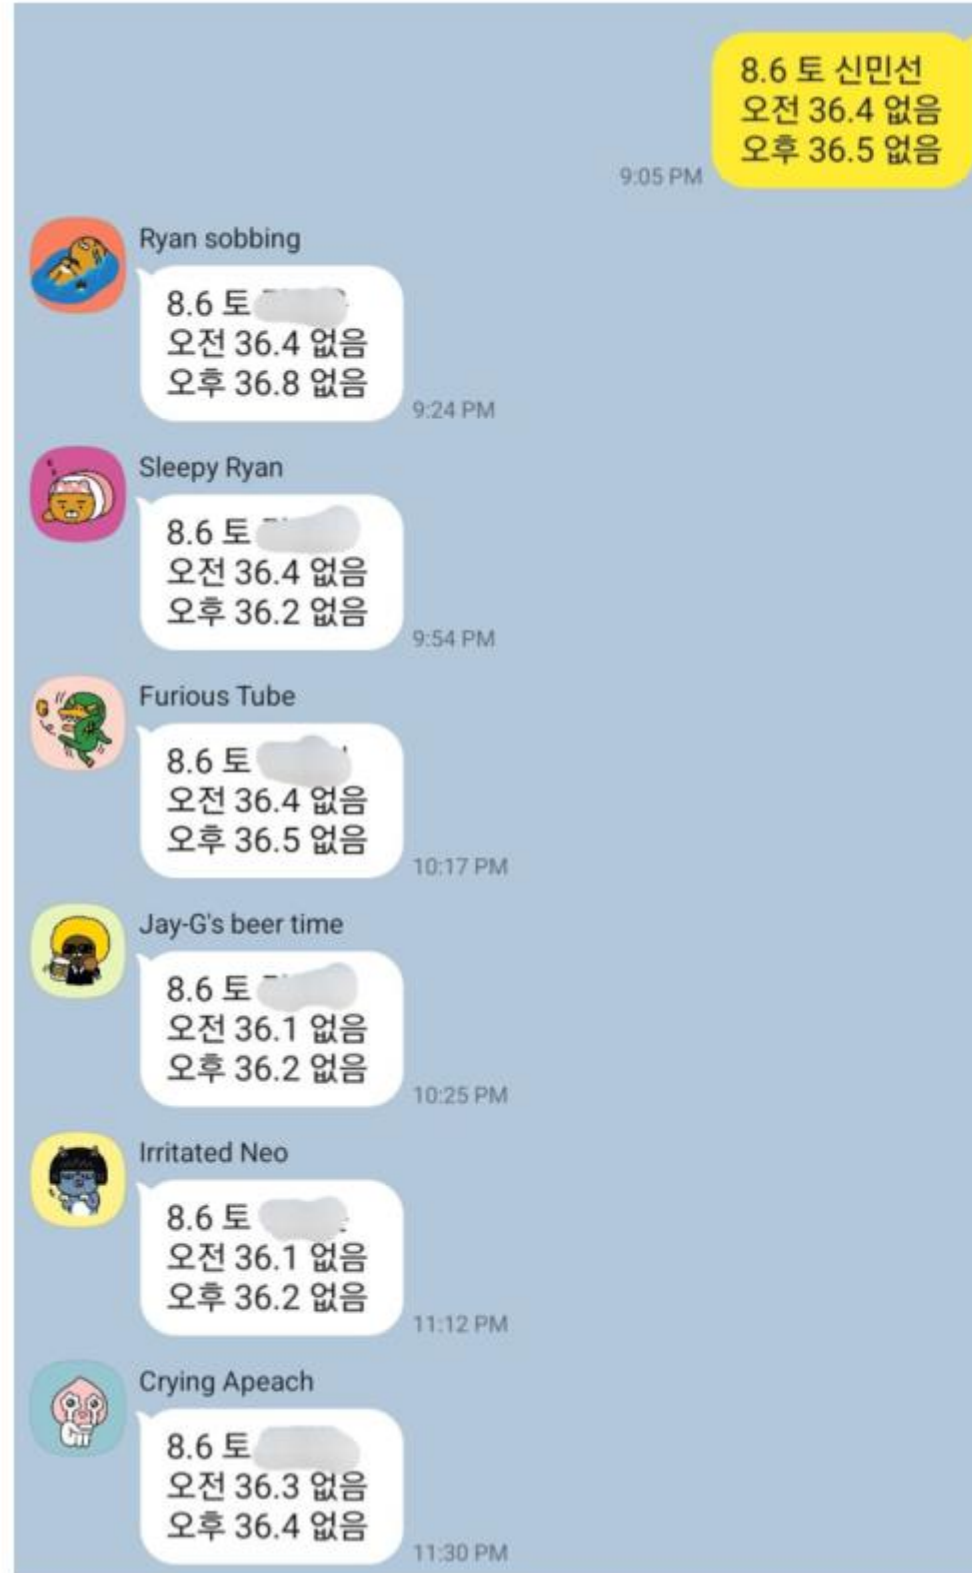 8.6 토 신민선
오전 36.4 없음
오후 36.5 없음
9:05 PM
Ryan sobbing
8.6 토
오전 36.4 없음
오후 36.8 없음
9:24 PM
Sleepy Ryan
8.6 토
오전 36.4 없음
오후 36.2 없음
9:54 PM
Furious Tube
8.6 토
오전 36.4 없음
오후 36.5 없음
10:17 PM
Jay-G's beer time
8.6 토
오전 36.1 없음
오후 36.2 없음
10:25 PM
Irritated Neo
8.6 토
오전 36.1 없음
오후 36.2 없음
11:12 PM
Crying Apeach
8.6 토
오전 36.3 없음
오후 36.4 없음
11:30 PM